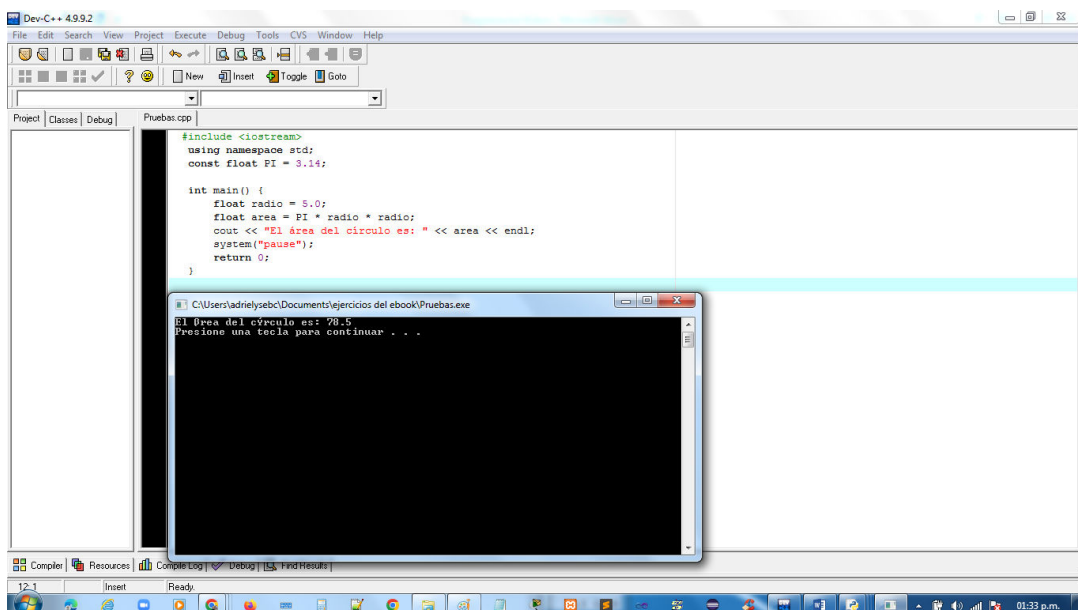 Dev-C++ 4.9.9.2
File Edit Search View Project Execute Debug Tools CVS Window Help
New Insert Toggle Goto
Project Classes Debug Pruebas.cpp
#include <iostream>
using namespace std;
const float PI = 3.14;
int main() {
float radio = 5.0;
float area = PI * radio * radio;
cout << "El área del círculo es: " << area << endl;
system("pause");
return 0;
}
C:\Users\adrielysebc\Documents\ejercicios del ebook\Pruebas.exe
El ßrea del cÝrculo es: 78.5
Presione una tecla para continuar . . .
Compiler Resources Compile Log Debug Find Results
12:1 Insert Ready.
01:33 p.m.